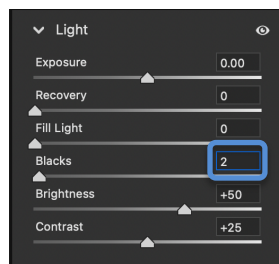 Light
Exposure 0.00
Recovery 0
Fill Light 0
Blacks 2
Brightness +50
Contrast +25